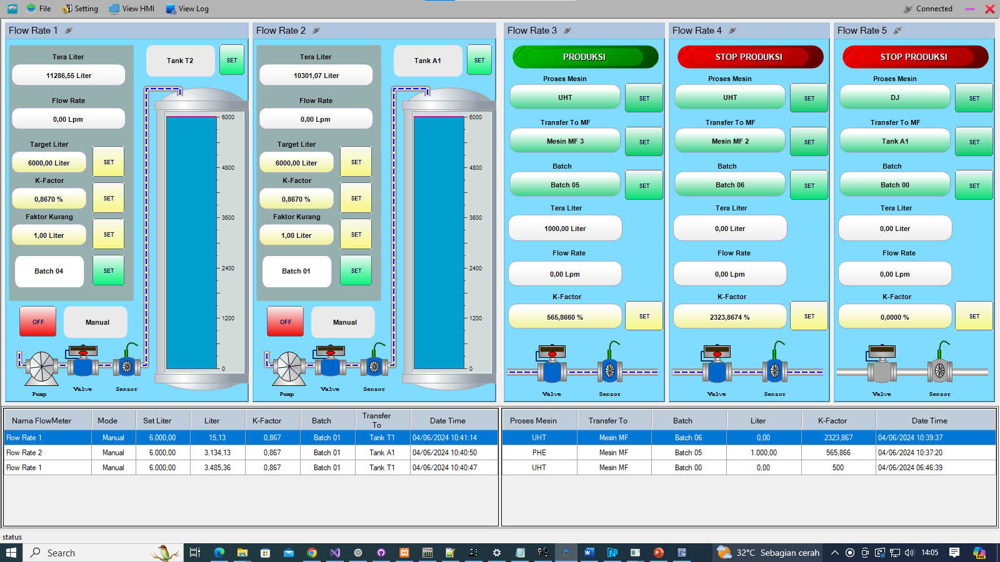 File Setting View HMI View Log Connected
Flow Rate 1
Tera Liter
11286,55 Liter
Flow Rate
0,00 Lpm
Target Liter
6000,00 Liter SET
K-Factor
0,8670 % SET
Faktor Kurang
1,00 Liter SET
Batch 04 SET
OFF Manual
Tank T2 SET
6000
4800
3600
2400
1200
0
Pump Valve Sensor
Flow Rate 2
Tera Liter
10301,07 Liter
Flow Rate
0,00 Lpm
Target Liter
6000,00 Liter SET
K-Factor
0,8670 % SET
Faktor Kurang
1,00 Liter SET
Batch 01 SET
OFF Manual
Tank A1 SET
6000
4800
3600
2400
1200
0
Pump Valve Sensor
Flow Rate 3
PRODUKSI
Proses Mesin
UHT SET
Transfer To MF
Mesin MF 3 SET
Batch
Batch 05 SET
Tera Liter
1000,00 Liter
Flow Rate
0,00 Lpm
K-Factor
565,8660 % SET
Valve Sensor
Flow Rate 4
STOP PRODUKSI
Proses Mesin
UHT SET
Transfer To MF
Mesin MF 2 SET
Batch
Batch 06 SET
Tera Liter
0,00 Liter
Flow Rate
0,00 Lpm
K-Factor
2323,8674 % SET
Valve Sensor
Flow Rate 5
STOP PRODUKSI
Proses Mesin
DJ SET
Transfer To MF
Tank A1 SET
Batch
Batch 00 SET
Tera Liter
0,00 Liter
Flow Rate
0,00 Lpm
K-Factor
0,0000 % SET
Valve Sensor
Nama FlowMeter Mode Set Liter Liter K-Factor Batch Transfer To Date Time
Flow Rate 1 Manual 6.000,00 15,13 0,867 Batch 01 Tank T1 04/06/2024 10:41:14
Flow Rate 2 Manual 6.000,00 3.134,13 0,867 Batch 01 Tank A1 04/06/2024 10:40:50
Flow Rate 1 Manual 6.000,00 3.485,36 0,867 Batch 01 Tank T1 04/06/2024 10:40:47
Proses Mesin Transfer To Batch Liter K-Factor Date Time
UHT Mesin MF Batch 06 0,00 2323,867 04/06/2024 10:39:37
PHE Mesin MF Batch 05 1.000,00 565,866 04/06/2024 10:37:20
UHT Mesin MF Batch 00 0,00 500 04/06/2024 06:46:39
status
Search 32°C Sebagian cerah 14:05